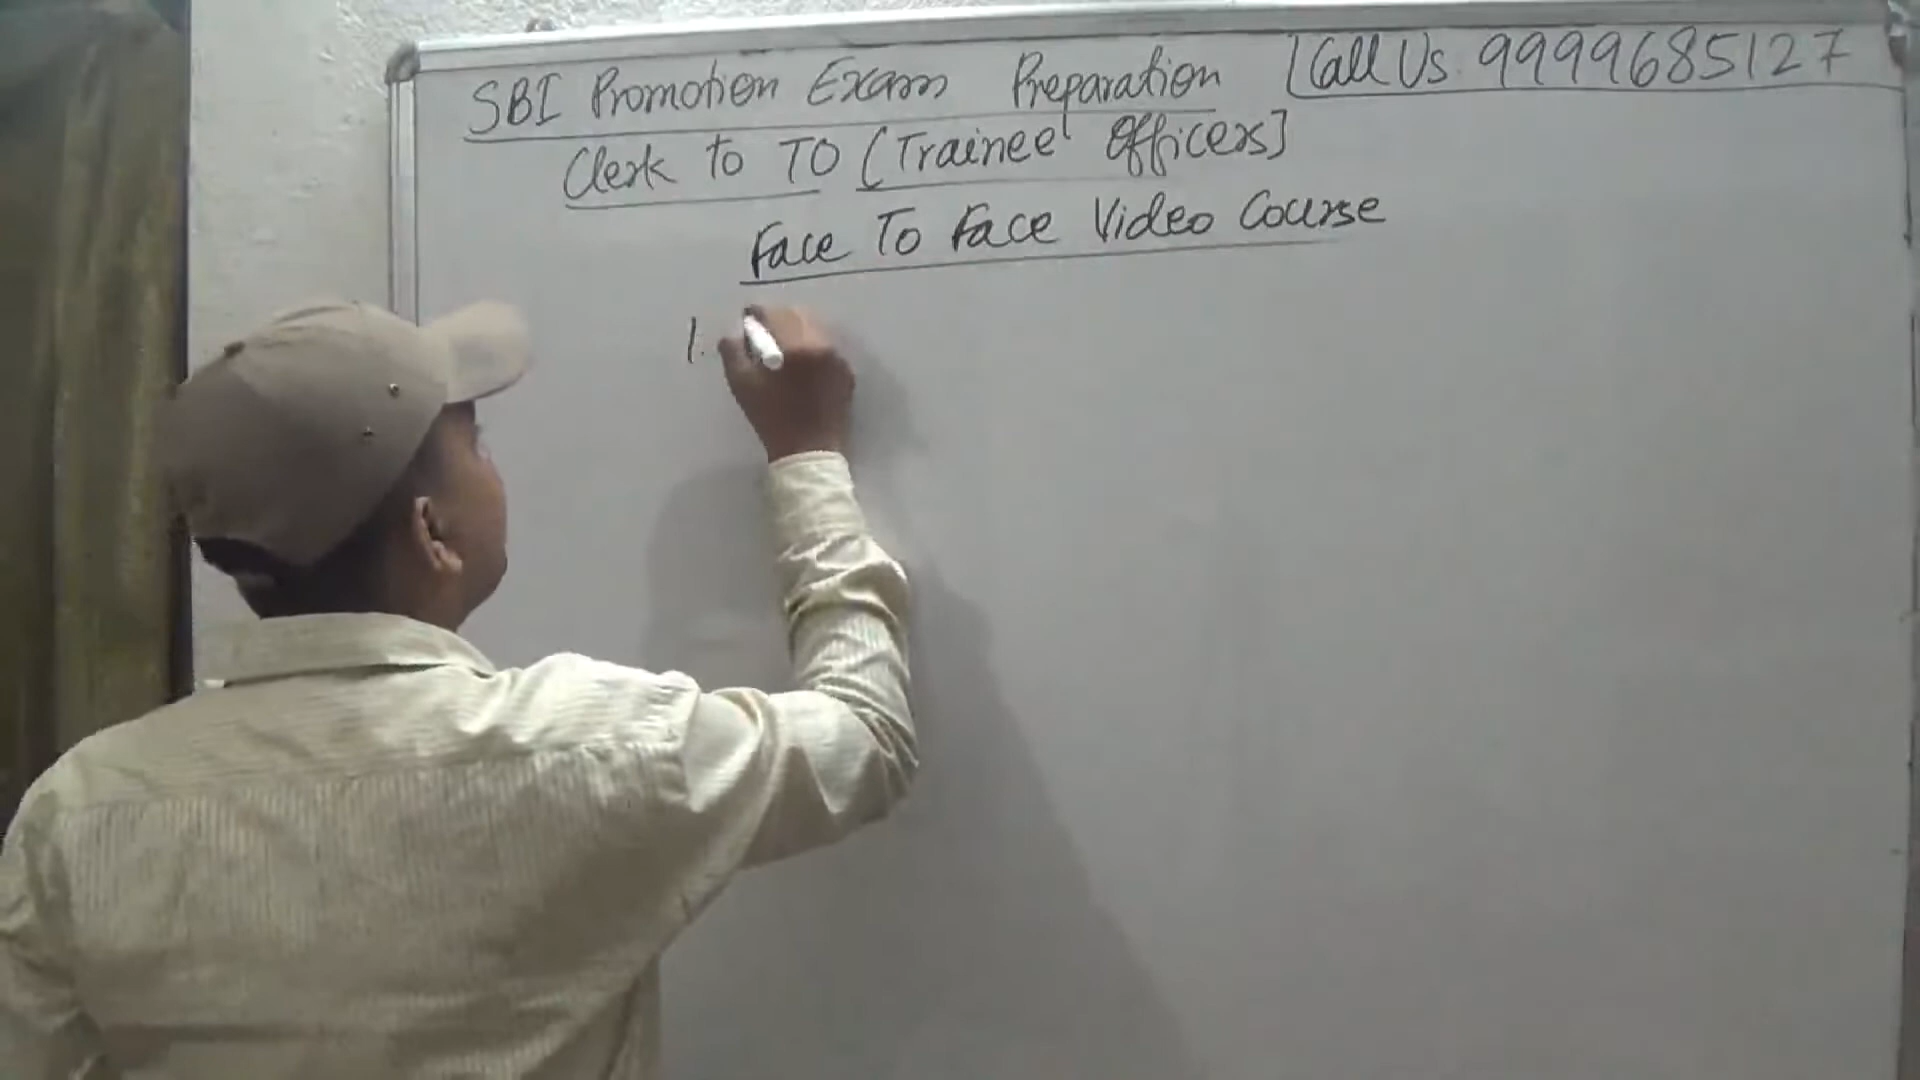 SBI Promotion Exam Preparation
Call Us. 9999685127
Clerk to TO [Trainee Officers]
Face To Face Video Course
1.